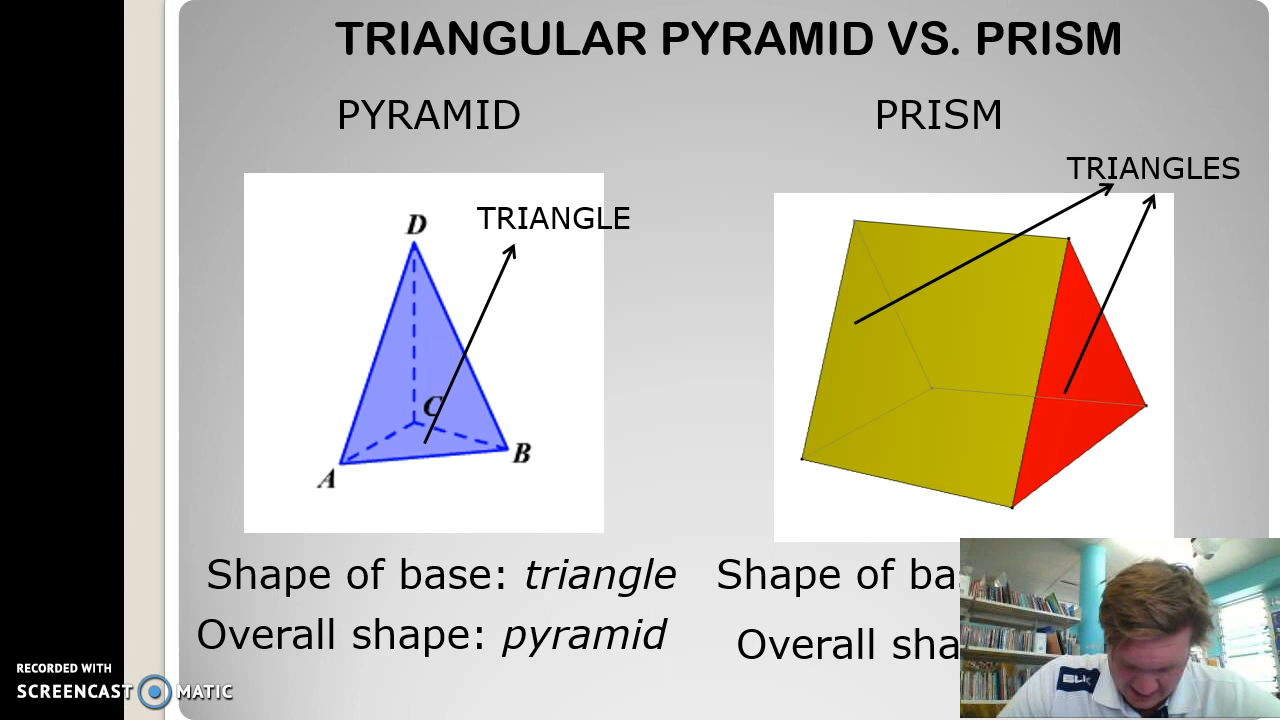 TRIANGULAR PYRAMID VS. PRISM
PYRAMID
PRISM
TRIANGLES
TRIANGLE
D
C
B
A
Shape of base: triangle
Shape of ba
Overall shape: pyramid
Overall sha
RECORDED WITH
SCREENCAST MATIC
BLK